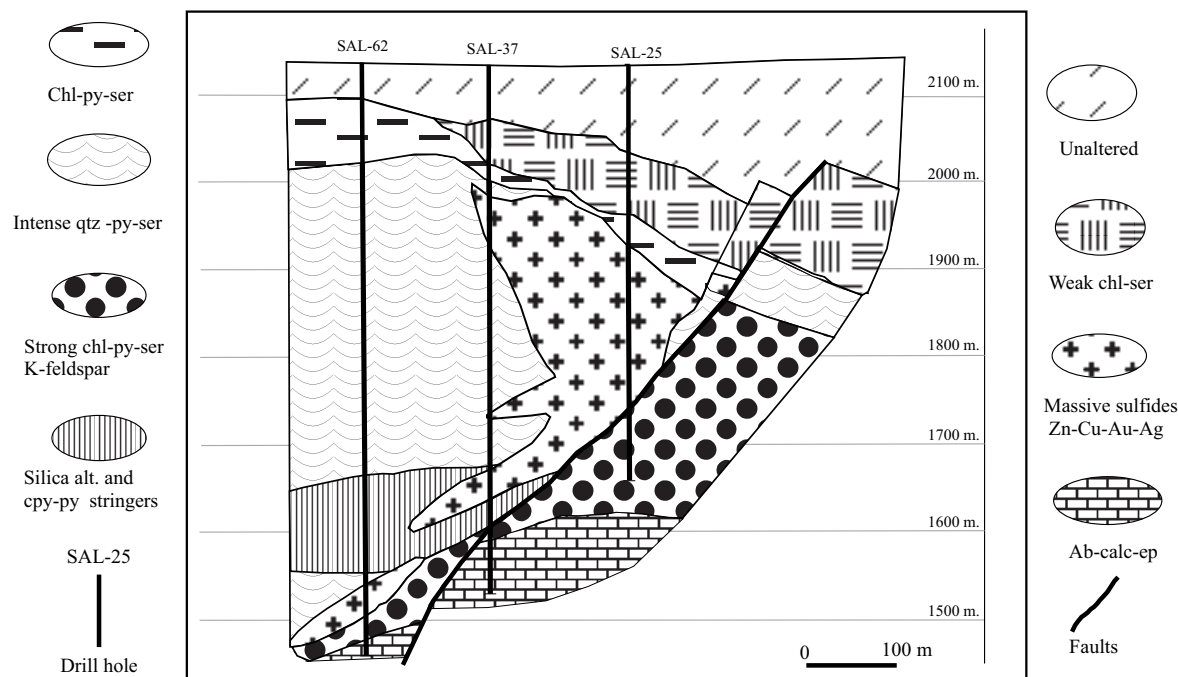 Chl-py-ser
Intense qtz -py-ser
Strong chl-py-ser
K-feldspar
Silica alt. and
cpy-py stringers
SAL-25
Drill hole
SAL-62
SAL-37
SAL-25
2100 m.
2000 m.
1900 m.
1800 m.
1700 m.
1600 m.
1500 m.
0
100 m
Unaltered
Weak chl-ser
Massive sulfides
Zn-Cu-Au-Ag
Ab-calc-ep
Faults